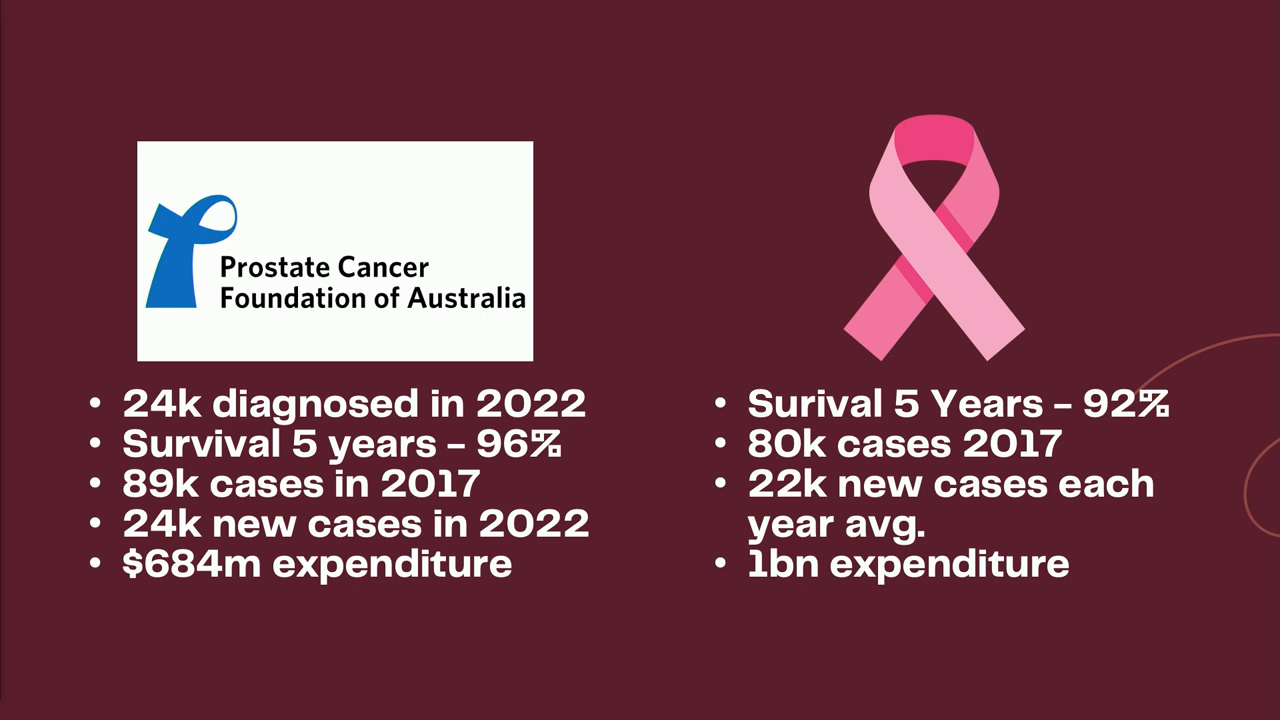 Prostate Cancer
Foundation of Australia
• 24k diagnosed in 2022
• Survival 5 years – 96%
• 89k cases in 2017
• 24k new cases in 2022
• $684m expenditure
• Surival 5 Years – 92%
• 80k cases 2017
• 22k new cases each
year avg.
• 1bn expenditure